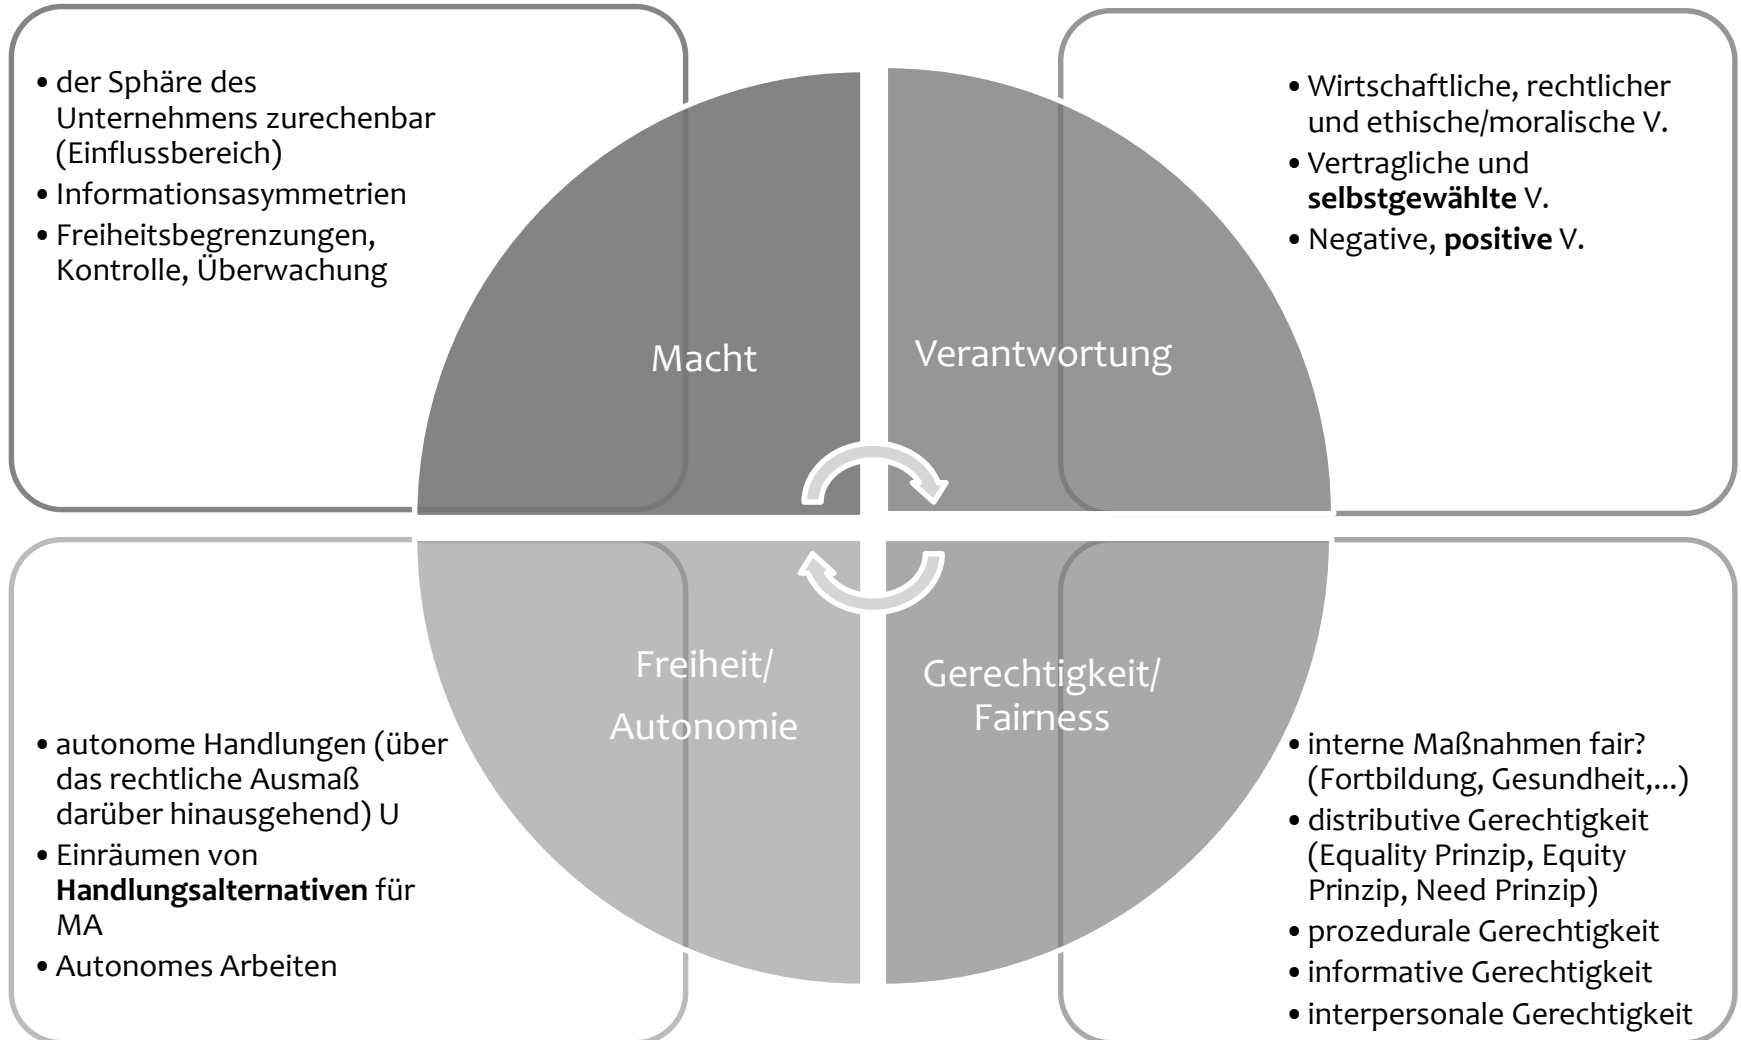 • der Sphäre des
Unternehmens zurechenbar
(Einflussbereich)
• Informationsasymmetrien
• Freiheitsbegrenzungen,
Kontrolle, Überwachung
Macht
Verantwortung
• Wirtschaftliche, rechtlicher
und ethische/moralische V.
• Vertragliche und
selbstgewählte V.
• Negative, positive V.
Freiheit/
Autonomie
Gerechtigkeit/
Fairness
• autonome Handlungen (über
das rechtliche Ausmaß
darüber hinausgehend) U
• Einräumen von
Handlungsalternativen für
MA
• Autonomes Arbeiten
• interne Maßnahmen fair?
(Fortbildung, Gesundheit,...)
• distributive Gerechtigkeit
(Equality Prinzip, Equity
Prinzip, Need Prinzip)
• prozedurale Gerechtigkeit
• informative Gerechtigkeit
• interpersonale Gerechtigkeit